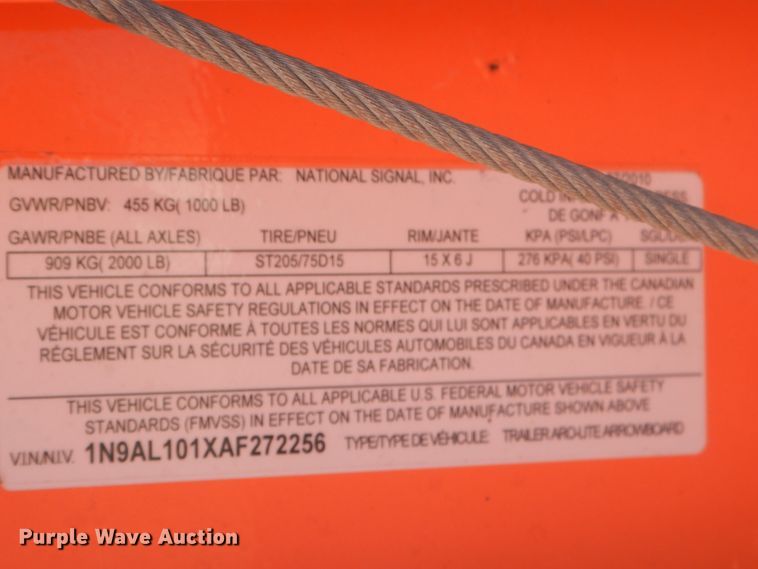 MANUFACTURED BY/FABRIQUE PAR: NATIONAL SIGNAL, INC. /2010
GVWR/PNBV: 455 KG( 1000 LB) COLD
DE GONF
GAWR/PNBE (ALL AXLES) TIRE/PNEU RIM/JANTE KPA (PSI/LPC)
909 KG( 2000 LB) ST205/75D15 15 X 6 J 276 KPA( 40 PSI) SINGLE
THIS VEHICLE CONFORMS TO ALL APPLICABLE STANDARDS PRESCRIBED UNDER THE CANADIAN
MOTOR VEHICLE SAFETY REGULATIONS IN EFFECT ON THE DATE OF MANUFACTURE. / CE
VÉHICULE EST CONFORME À TOUTES LES NORMES QUI LUI SONT APPLICABLES EN VERTU DU
RÉGLEMENT SUR LA SÉCURITÉ DES VÉHICULES AUTOMOBILES DU CANADA EN VIGUEUR À LA
DATE DE SA FABRICATION.
THIS VEHICLE CONFORMS TO ALL APPLICABLE U.S. FEDERAL MOTOR VEHICLE SAFETY
STANDARDS (FMVSS) IN EFFECT ON THE DATE OF MANUFACTURE SHOWN ABOVE
V.I.N./N.I.V. 1N9AL101XAF272256 TYPE/TYPE DE VÉHICULE: TRAILER ARO-LITE ARROWBOARD
Purple Wave Auction